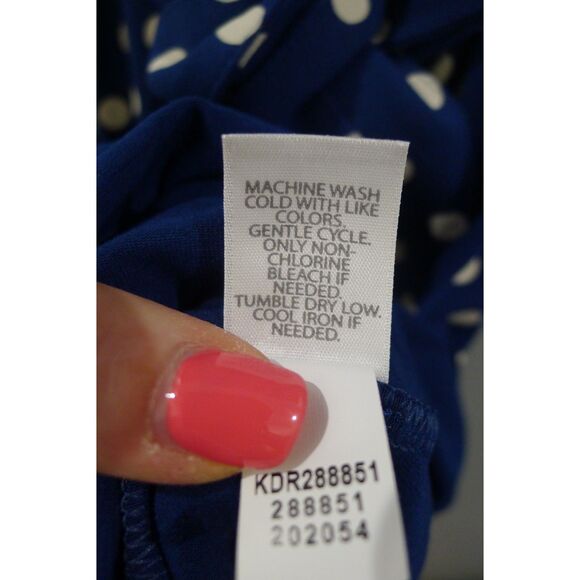 MACHINE WASH
COLD WITH LIKE
COLORS.
GENTLE CYCLE.
ONLY NON-
CHLORINE
BLEACH IF
NEEDED.
TUMBLE DRY LOW.
COOL IRON IF
NEEDED.
KDR288851
288851
202054